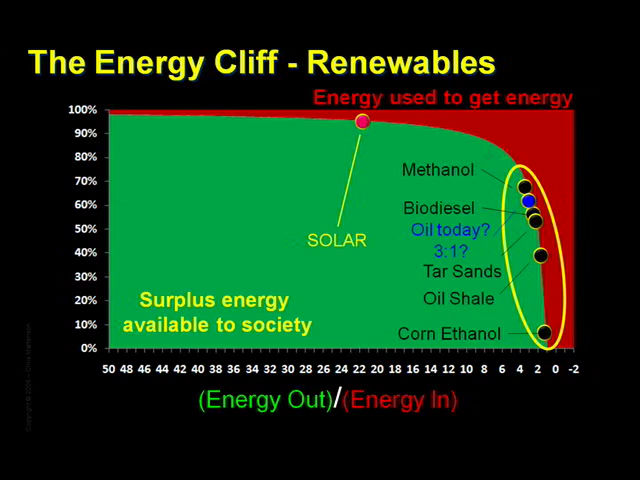 The Energy Cliff - Renewables
Energy used to get energy
100%
90%
80%
70%
60%
50%
40%
30%
20%
10%
0%
Methanol
Biodiesel
Oil today?
3:1?
Tar Sands
Oil Shale
Corn Ethanol
SOLAR
Surplus energy
available to society
50 48 46 44 42 40 38 36 34 32 30 28 26 24 22 20 18 16 14 12 10 8 6 4 2 0 -2
(Energy Out)/(Energy In)